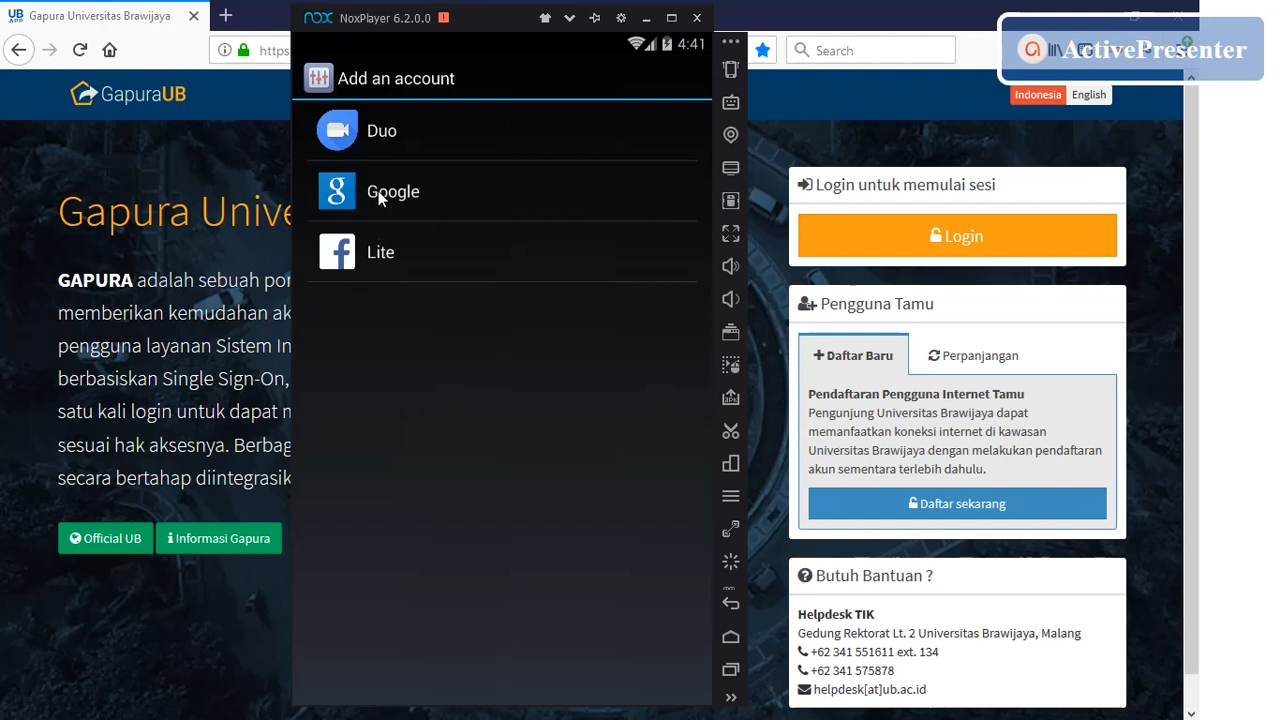 Gapura Universitas Brawijaya
nox NoxPlayer 6.2.0.0
https
Search
ActivePresenter
4:41
Add an account
Duo
Google
Lite
GapuraUB
Indonesia English
Gapura Unive
GAPURA adalah sebuah por
memberikan kemudahan ak
pengguna layanan Sistem In
berbasiskan Single Sign-On,
satu kali login untuk dapat m
sesuai hak aksesnya. Berbag
secara bertahap diintegrasik
Official UB
Informasi Gapura
Login untuk memulai sesi
Login
Pengguna Tamu
Daftar Baru
Perpanjangan
Pendaftaran Pengguna Internet Tamu
Pengunjung Universitas Brawijaya dapat
memanfaatkan koneksi internet di kawasan
Universitas Brawijaya dengan melakukan pendaftaran
akun sementara terlebih dahulu.
Daftar sekarang
Butuh Bantuan ?
Helpdesk TIK
Gedung Rektorat Lt. 2 Universitas Brawijaya, Malang
+62 341 551611 ext. 134
+62 341 575878
helpdesk[at]ub.ac.id